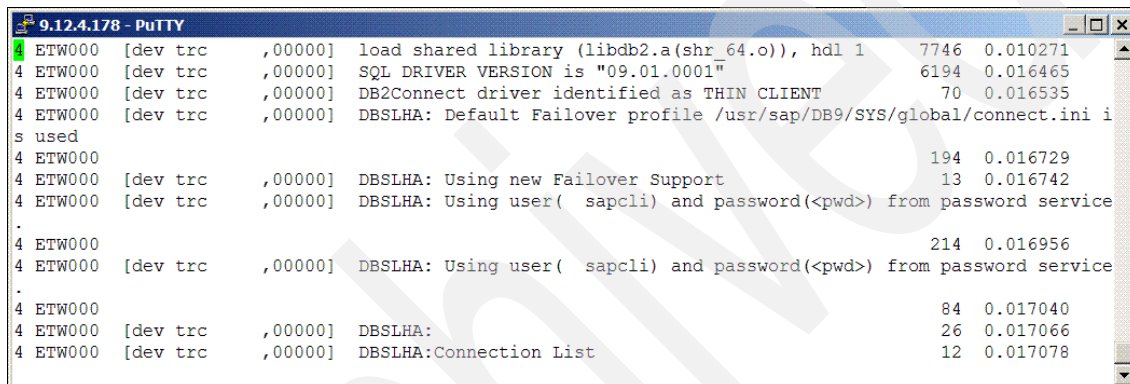 9.12.4.178 - PuTTY
4 ETW000 [dev trc ,00000] load shared library (libdb2.a(shr_64.o)), hdl 1 7746 0.010271
4 ETW000 [dev trc ,00000] SQL DRIVER VERSION is "09.01.0001" 6194 0.016465
4 ETW000 [dev trc ,00000] DB2Connect driver identified as THIN CLIENT 70 0.016535
4 ETW000 [dev trc ,00000] DBSLHA: Default Failover profile /usr/sap/DB9/SYS/global/connect.ini i
s used
4 ETW000 194 0.016729
4 ETW000 [dev trc ,00000] DBSLHA: Using new Failover Support 13 0.016742
4 ETW000 [dev trc ,00000] DBSLHA: Using user( sapcli) and password(<pwd>) from password service
.
4 ETW000 214 0.016956
4 ETW000 [dev trc ,00000] DBSLHA: Using user( sapcli) and password(<pwd>) from password service
.
4 ETW000 84 0.017040
4 ETW000 [dev trc ,00000] DBSLHA: 26 0.017066
4 ETW000 [dev trc ,00000] DBSLHA:Connection List 12 0.017078